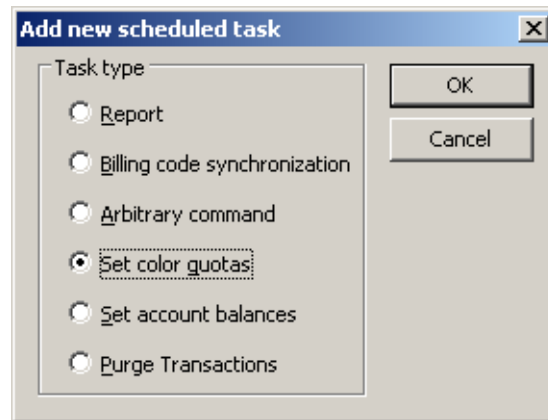 Add new scheduled task
Task type
Report
Billing code synchronization
Arbitrary command
Set color quotas
Set account balances
Purge Transactions
OK
Cancel